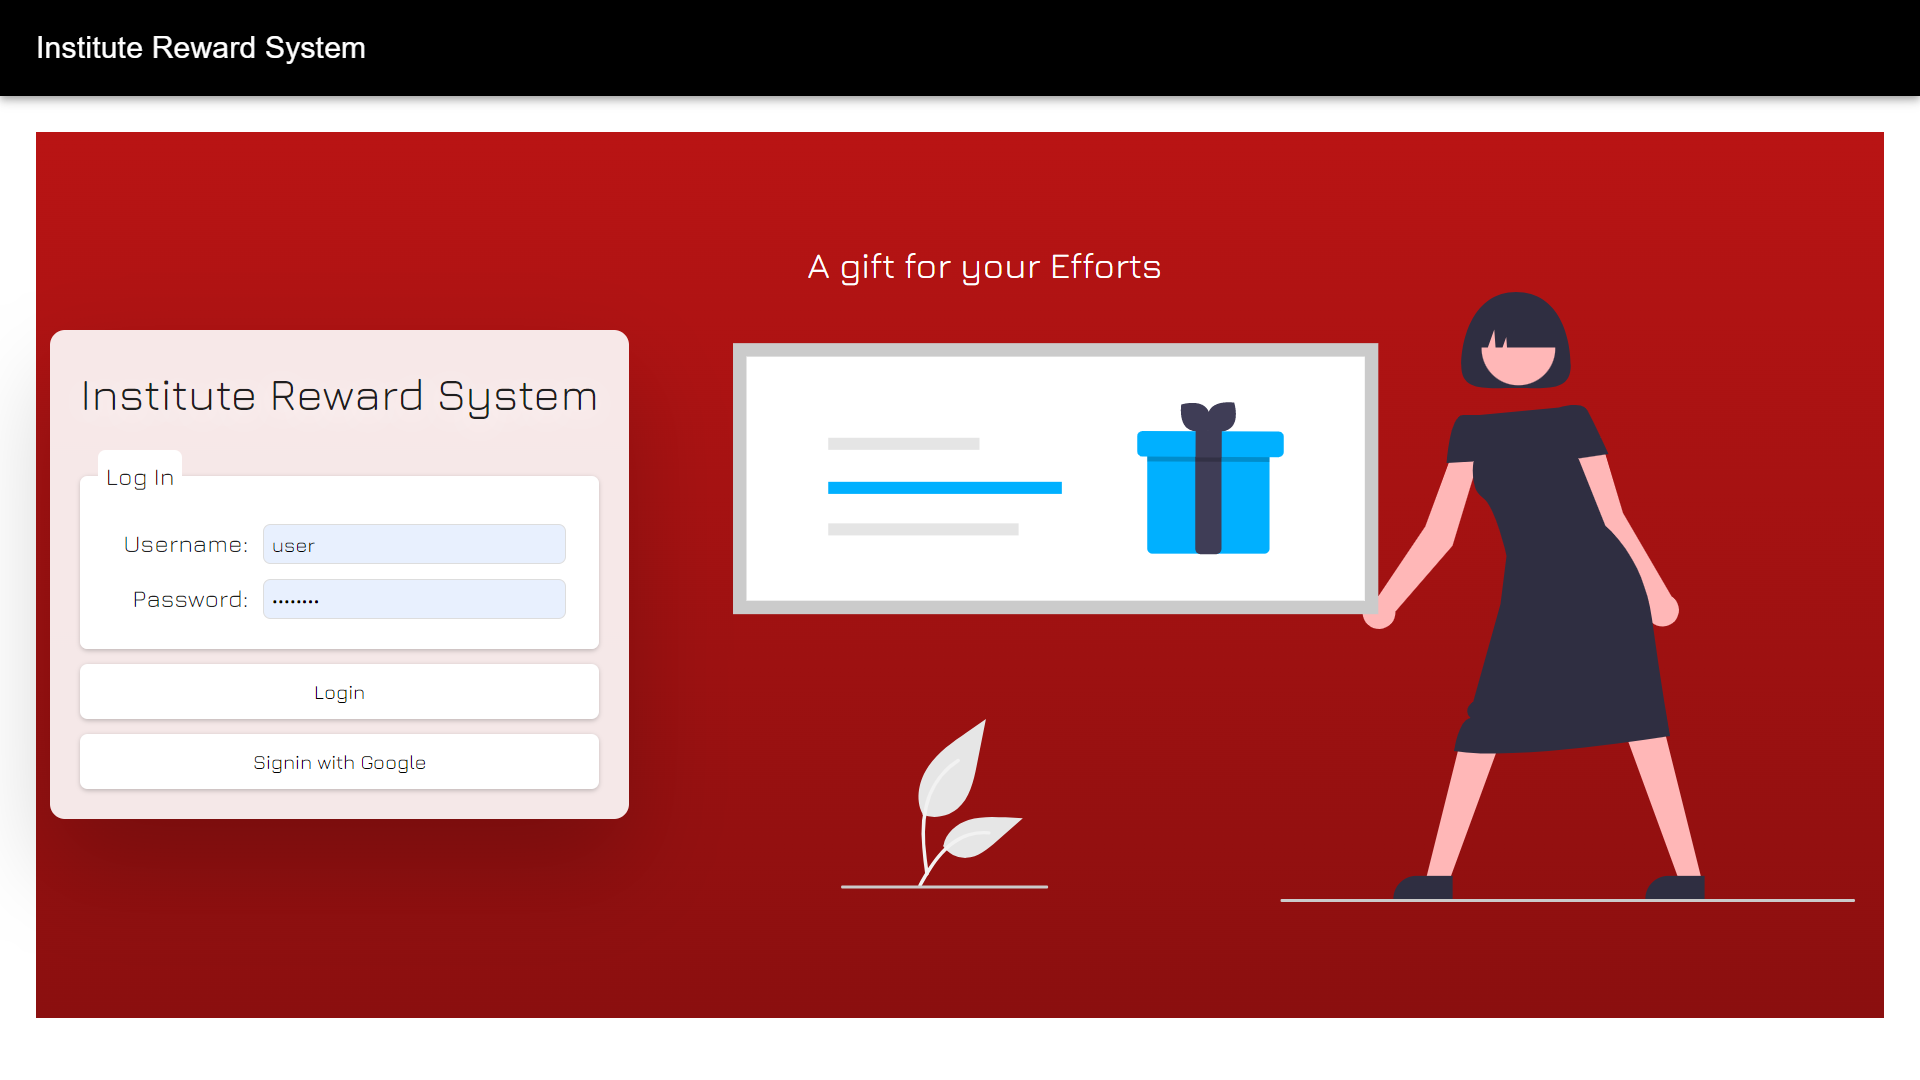 Institute Reward System
A gift for your Efforts
Institute Reward System
Log In
Username: user
Password: ••••••••
Login
Signin with Google